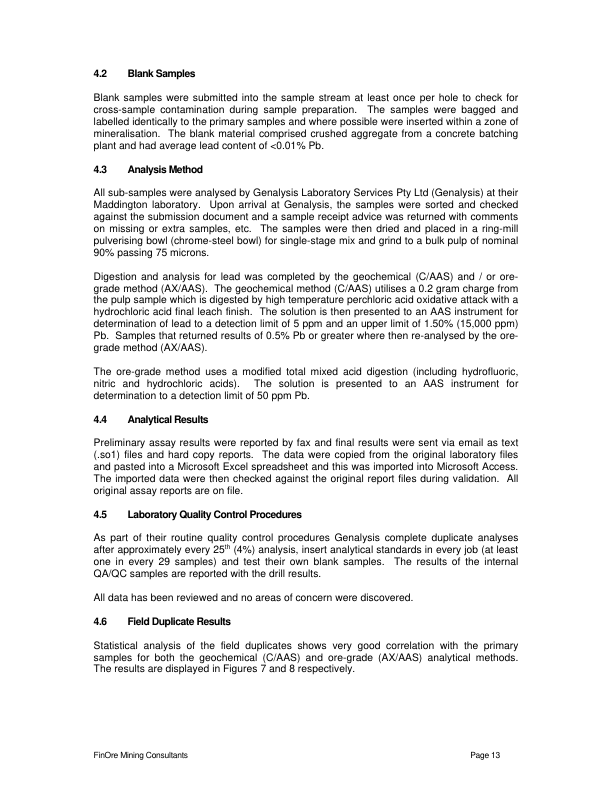 4.2 Blank Samples
Blank samples were submitted into the sample stream at least once per hole to check for
cross-sample contamination during sample preparation. The samples were bagged and
labelled identically to the primary samples and where possible were inserted within a zone of
mineralisation. The blank material comprised crushed aggregate from a concrete batching
plant and had average lead content of <0.01% Pb.
4.3 Analysis Method
All sub-samples were analysed by Genalysis Laboratory Services Pty Ltd (Genalysis) at their
Maddington laboratory. Upon arrival at Genalysis, the samples were sorted and checked
against the submission document and a sample receipt advice was returned with comments
on missing or extra samples, etc. The samples were then dried and placed in a ring-mill
pulverising bowl (chrome-steel bowl) for single-stage mix and grind to a bulk pulp of nominal
90% passing 75 microns.
Digestion and analysis for lead was completed by the geochemical (C/AAS) and / or ore-
grade method (AX/AAS). The geochemical method (C/AAS) utilises a 0.2 gram charge from
the pulp sample which is digested by high temperature perchloric acid oxidative attack with a
hydrochloric acid final leach finish. The solution is then presented to an AAS instrument for
determination of lead to a detection limit of 5 ppm and an upper limit of 1.50% (15,000 ppm)
Pb. Samples that returned results of 0.5% Pb or greater where then re-analysed by the ore-
grade method (AX/AAS).
The ore-grade method uses a modified total mixed acid digestion (including hydrofluoric,
nitric and hydrochloric acids). The solution is presented to an AAS instrument for
determination to a detection limit of 50 ppm Pb.
4.4 Analytical Results
Preliminary assay results were reported by fax and final results were sent via email as text
(.so1) files and hard copy reports. The data were copied from the original laboratory files
and pasted into a Microsoft Excel spreadsheet and this was imported into Microsoft Access.
The imported data were then checked against the original report files during validation. All
original assay reports are on file.
4.5 Laboratory Quality Control Procedures
As part of their routine quality control procedures Genalysis complete duplicate analyses
after approximately every 25th (4%) analysis, insert analytical standards in every job (at least
one in every 29 samples) and test their own blank samples. The results of the internal
QA/QC samples are reported with the drill results.
All data has been reviewed and no areas of concern were discovered.
4.6 Field Duplicate Results
Statistical analysis of the field duplicates shows very good correlation with the primary
samples for both the geochemical (C/AAS) and ore-grade (AX/AAS) analytical methods.
The results are displayed in Figures 7 and 8 respectively.
FinOre Mining Consultants Page 13